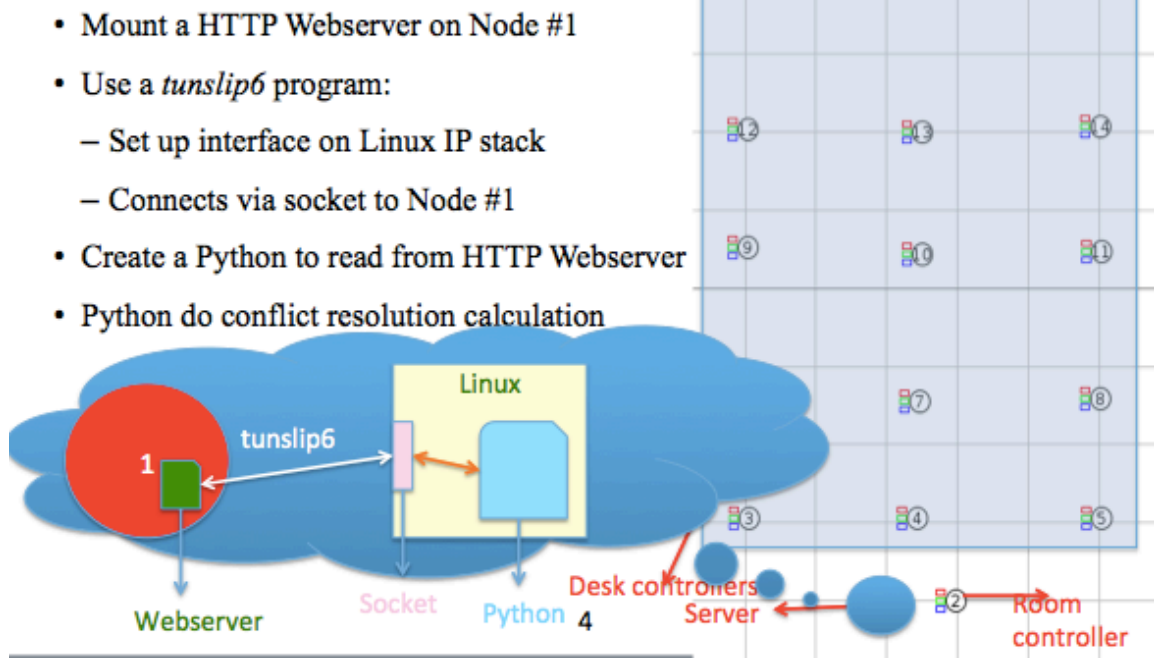 • Mount a HTTP Webserver on Node #1
• Use a tunslip6 program:
– Set up interface on Linux IP stack
– Connects via socket to Node #1
• Create a Python to read from HTTP Webserver
• Python do conflict resolution calculation
12 13 14
9 10 11
7 8
3 4 5
2
Linux
tunslip6
1
Webserver
Socket
Python
4
Desk controllers
Server
Room
controller